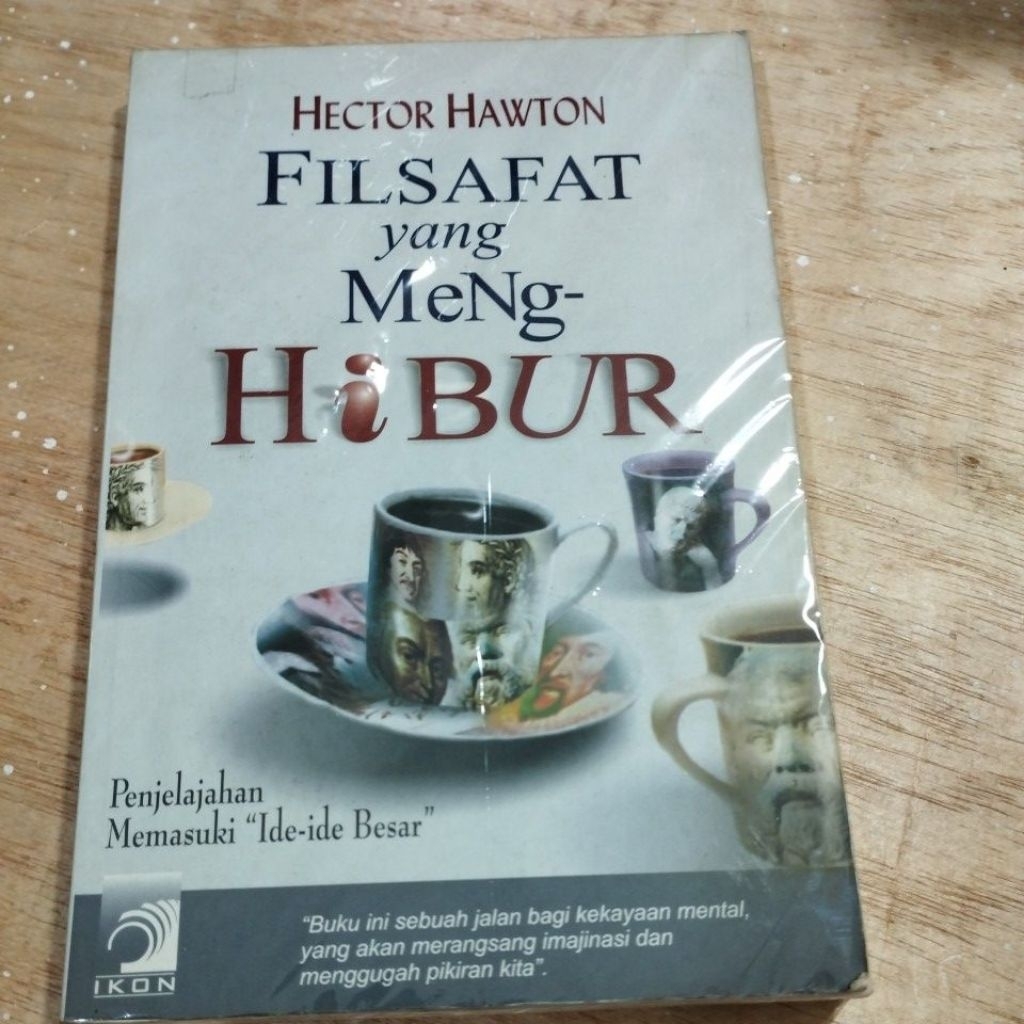 HECTOR HAWTON
FILSAFAT
yang
MeNg-
HiBUR
Penjelajahan
Memasuki "Ide-ide Besar"
"Buku ini sebuah jalan bagi kekayaan mental,
yang akan merangsang imajinasi dan
menggugah pikiran kita".
IKON